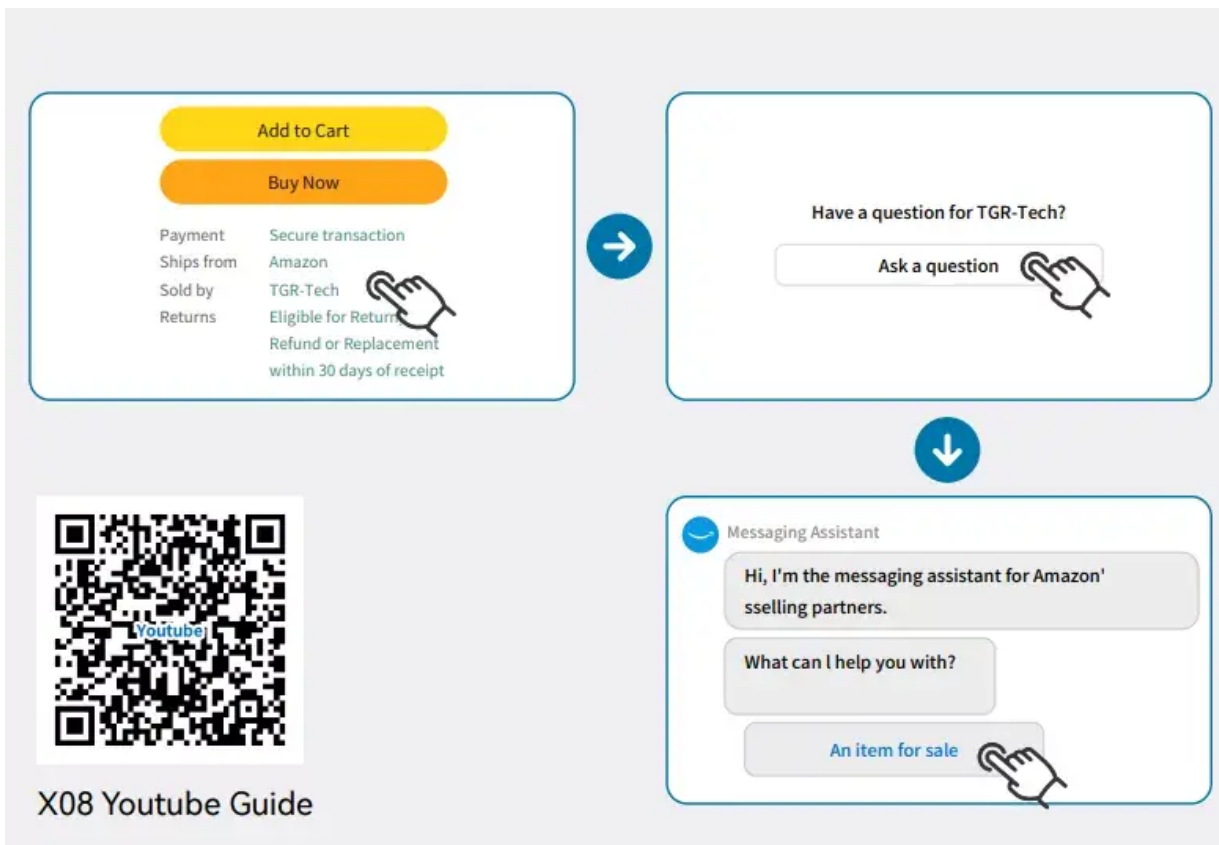 Add to Cart
Buy Now
Payment Secure transaction
Ships from Amazon
Sold by TGR-Tech
Returns Eligible for Return,
Refund or Replacement
within 30 days of receipt
Have a question for TGR-Tech?
Ask a question
Messaging Assistant
Hi, I'm the messaging assistant for Amazon'
sselling partners.
What can l help you with?
An item for sale
Youtube
X08 Youtube Guide